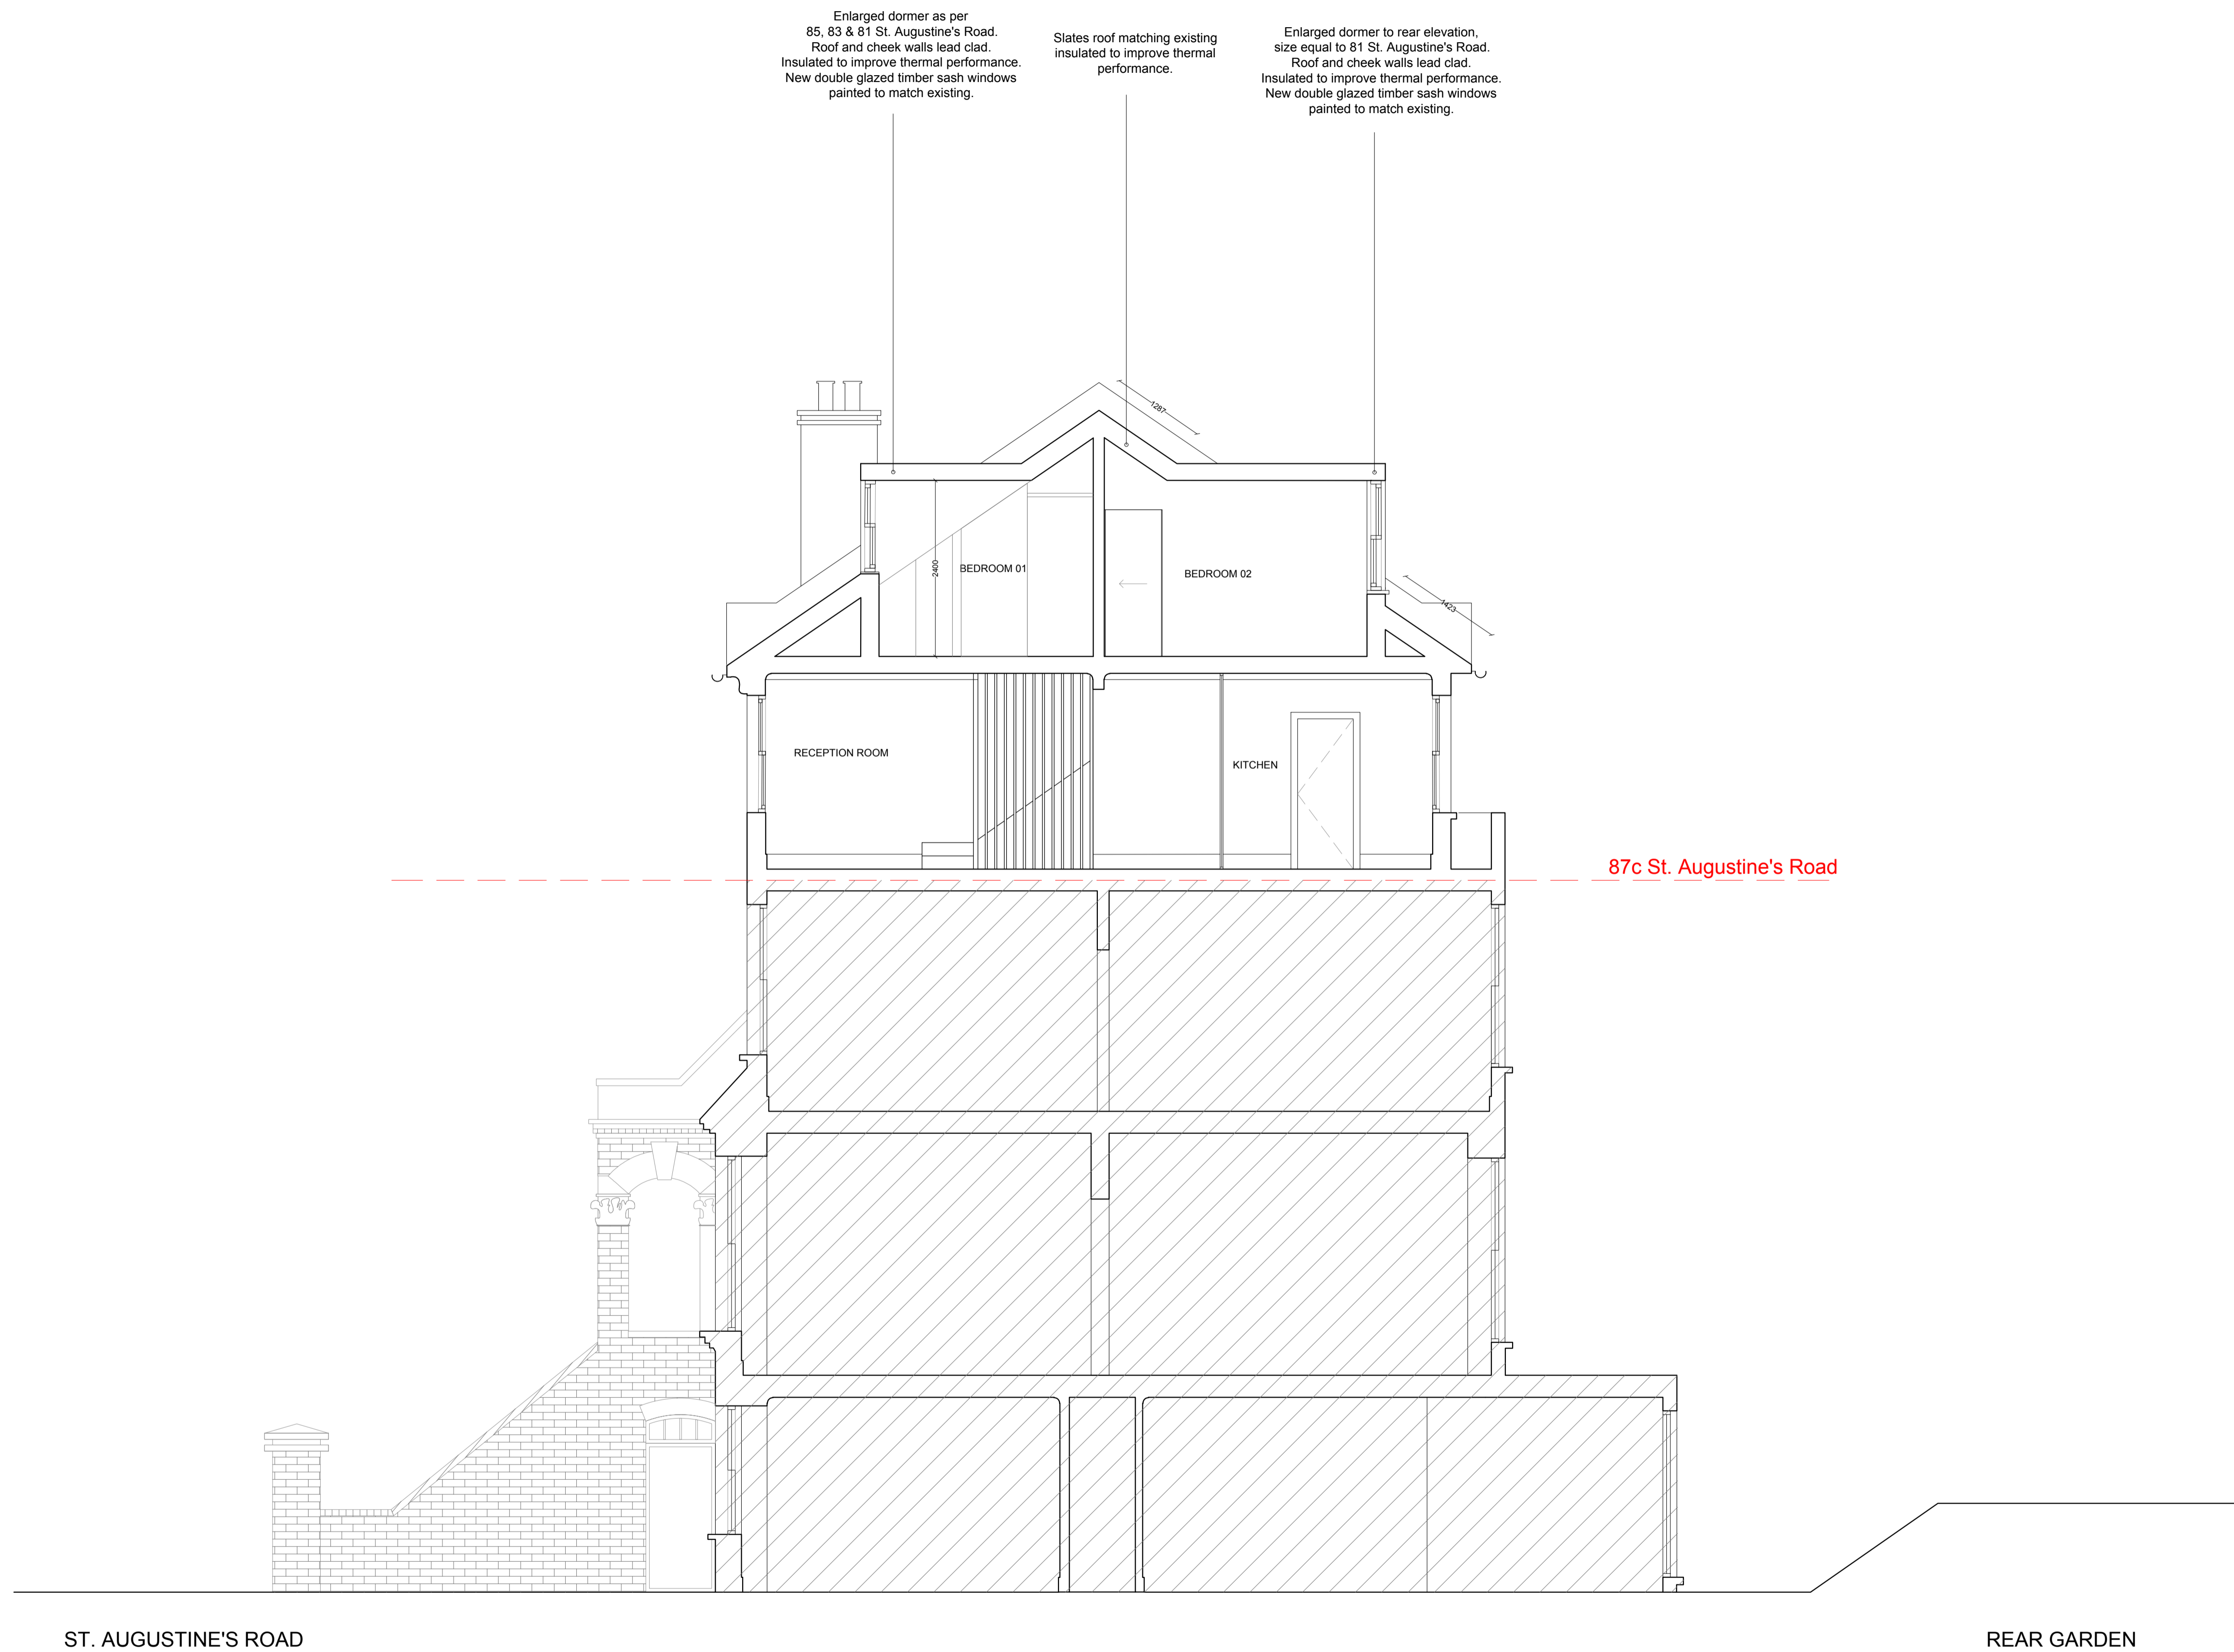 Enlarged dormer as per
85, 83 & 81 St. Augustine's Road.
Roof and cheek walls lead clad.
Insulated to improve thermal performance.
New double glazed timber sash windows
painted to match existing.
Slates roof matching existing
insulated to improve thermal
performance.
Enlarged dormer to rear elevation,
size equal to 81 St. Augustine's Road.
Roof and cheek walls lead clad.
Insulated to improve thermal performance.
New double glazed timber sash windows
painted to match existing.
1287
2400
BEDROOM 01
BEDROOM 02
1423
RECEPTION ROOM
KITCHEN
87c St. Augustine's Road
ST. AUGUSTINE'S ROAD
REAR GARDEN